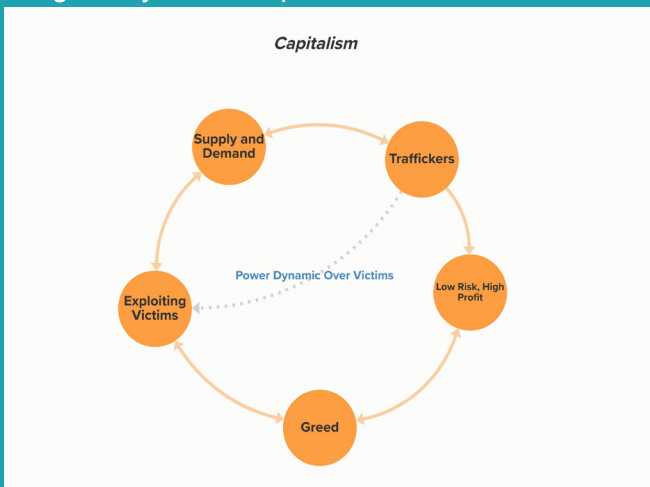 Capitalism
Supply and
Demand
Traffickers
Power Dynamic Over Victims
Exploiting
Victims
Low Risk, High
Profit
Greed